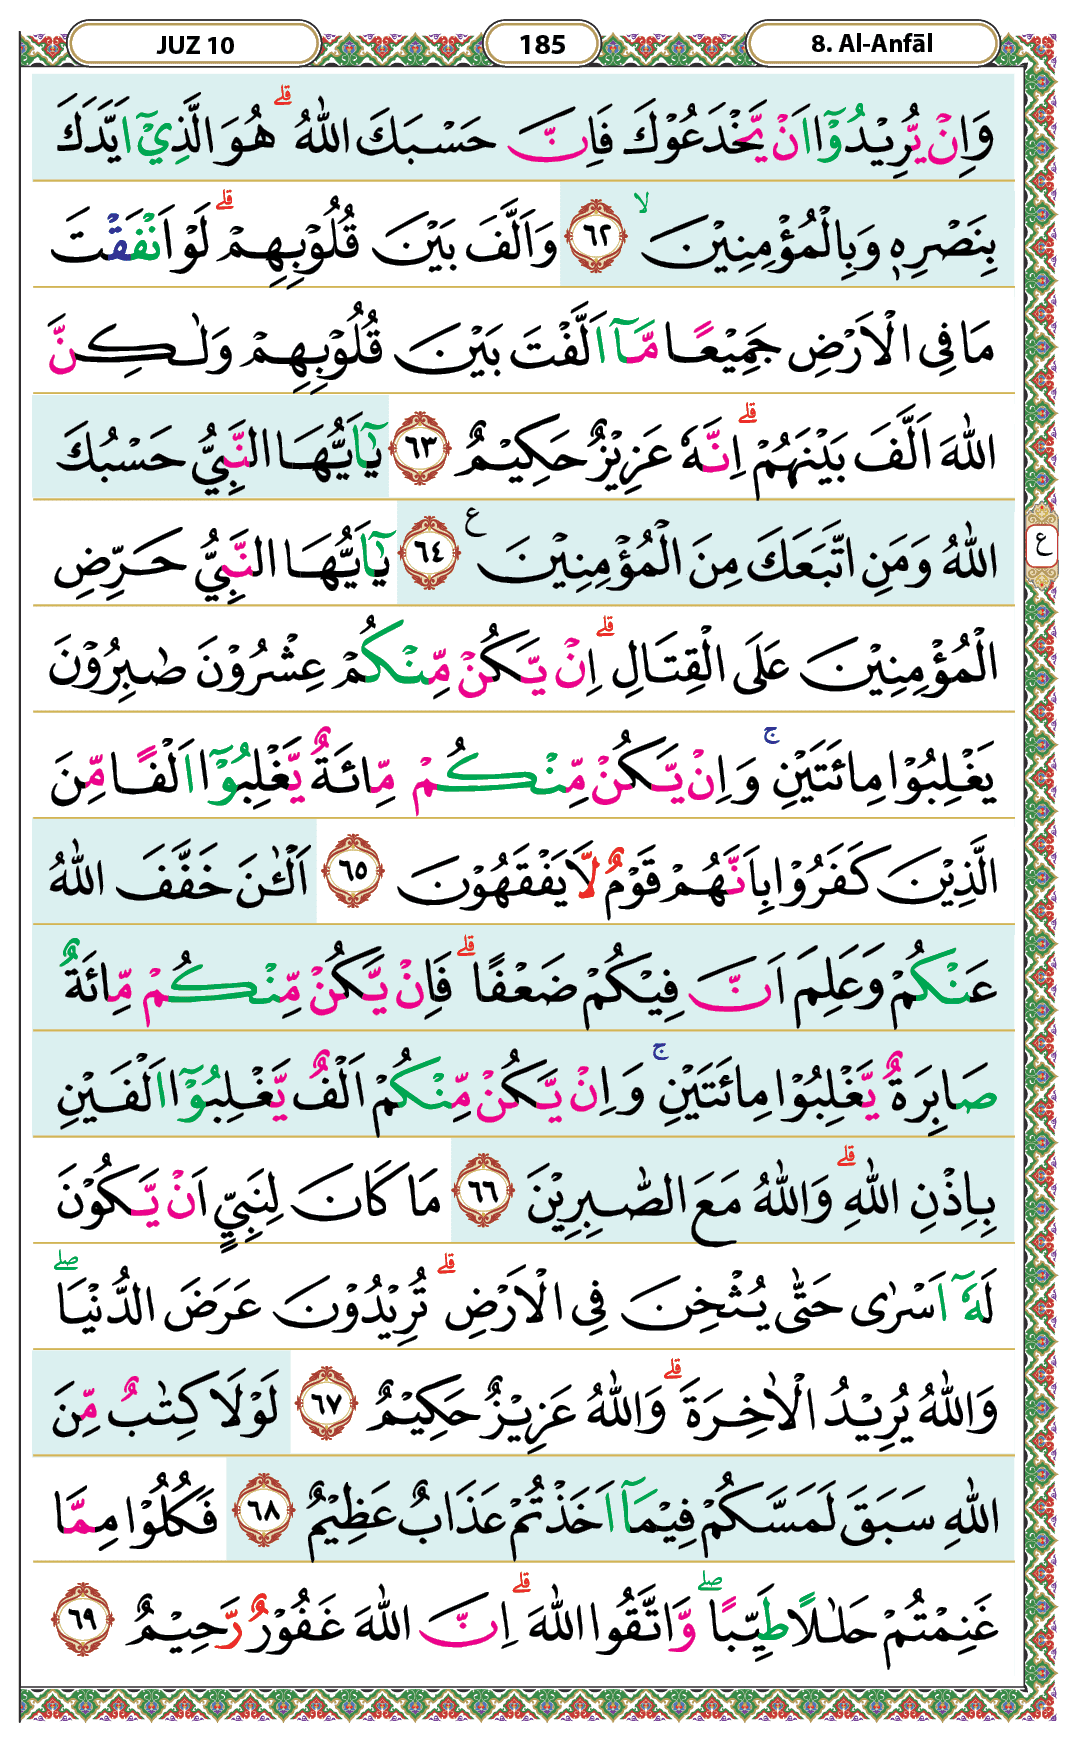 JUZ 10 185 8. Al-Anfāl
وَاِنْ يُّرِيْدُوْٓا اَنْ يَّخْدَعُوْكَ فَاِنَّ حَسْبَكَ اللّٰهُ ۗهُوَ الَّذِيْٓ اَيَّدَكَ
بِنَصْرِهٖ وَبِالْمُؤْمِنِيْنَۙ ٦٢ وَاَلَّفَ بَيْنَ قُلُوْبِهِمْۗ لَوْ اَنْفَقْتَ
مَا فِى الْاَرْضِ جَمِيْعًا مَّآ اَلَّفْتَ بَيْنَ قُلُوْبِهِمْ وَلٰكِنَّ
اللّٰهَ اَلَّفَ بَيْنَهُمْۗ اِنَّهٗ عَزِيْزٌ حَكِيْمٌ ٦٣ يٰٓاَيُّهَا النَّبِيُّ حَسْبُكَ
اللّٰهُ وَمَنِ اتَّبَعَكَ مِنَ الْمُؤْمِنِيْنَ ࣖ ٦٤ يٰٓاَيُّهَا النَّبِيُّ حَرِّضِ
ع
الْمُؤْمِنِيْنَ عَلَى الْقِتَالِۗ اِنْ يَّكُنْ مِّنْكُمْ عِشْرُوْنَ صٰبِرُوْنَ
يَغْلِبُوْا مِائَتَيْنِۚ وَاِنْ يَّكُنْ مِّنْكُمْ مِّائَةٌ يَّغْلِبُوْٓا اَلْفًا مِّنَ
الَّذِيْنَ كَفَرُوْا بِاَنَّهُمْ قَوْمٌ لَّا يَفْقَهُوْنَ ٦٥ اَلْـٰٔنَ خَفَّفَ اللّٰهُ
عَنْكُمْ وَعَلِمَ اَنَّ فِيْكُمْ ضَعْفًاۗ فَاِنْ يَّكُنْ مِّنْكُمْ مِّائَةٌ
صَابِرَةٌ يَّغْلِبُوْا مِائَتَيْنِۚ وَاِنْ يَّكُنْ مِّنْكُمْ اَلْفٌ يَّغْلِبُوْٓا اَلْفَيْنِ
بِاِذْنِ اللّٰهِۗ وَاللّٰهُ مَعَ الصّٰبِرِيْنَ ٦٦ مَا كَانَ لِنَبِيٍّ اَنْ يَّكُوْنَ
لَهٗٓ اَسْرٰى حَتّٰى يُثْخِنَ فِى الْاَرْضِۗ تُرِيْدُوْنَ عَرَضَ الدُّنْيَاۖ
وَاللّٰهُ يُرِيْدُ الْاٰخِرَةَۗ وَاللّٰهُ عَزِيْزٌ حَكِيْمٌ ٦٧ لَوْلَا كِتٰبٌ مِّنَ
اللّٰهِ سَبَقَ لَمَسَّكُمْ فِيْمَآ اَخَذْتُمْ عَذَابٌ عَظِيْمٌ ٦٨ فَكُلُوْا مِمَّا
غَنِمْتُمْ حَلٰلًا طَيِّبًاۖ وَّاتَّقُوا اللّٰهَۗ اِنَّ اللّٰهَ غَفُوْرٌ رَّحِيْمٌ ٦٩